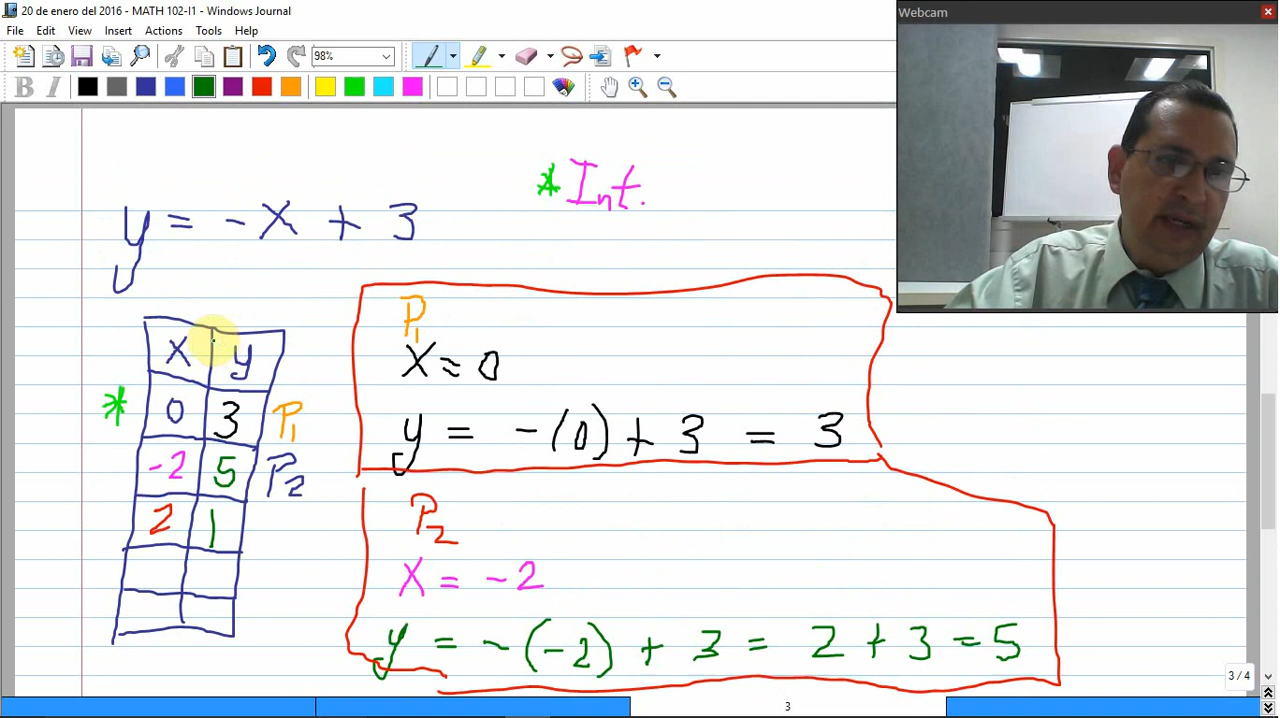 20 de enero del 2016 - MATH 102-I1 - Windows Journal
Webcam
File Edit View Insert Actions Tools Help
98%
B I
* Int.
y = -x + 3
x y
* 0 3 P1
-2 5 P2
2 1
P1
x = 0
y = -(0) + 3 = 3
P2
x = -2
y = -(-2) + 3 = 2 + 3 = 5
3 / 4
3